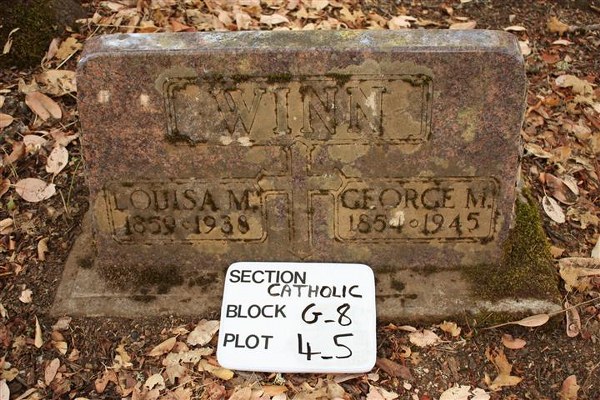 WINN
LOUISA M.
1859 · 1938
GEORGE M.
1854 · 1945
SECTION
CATHOLIC
BLOCK G-8
PLOT 4-5